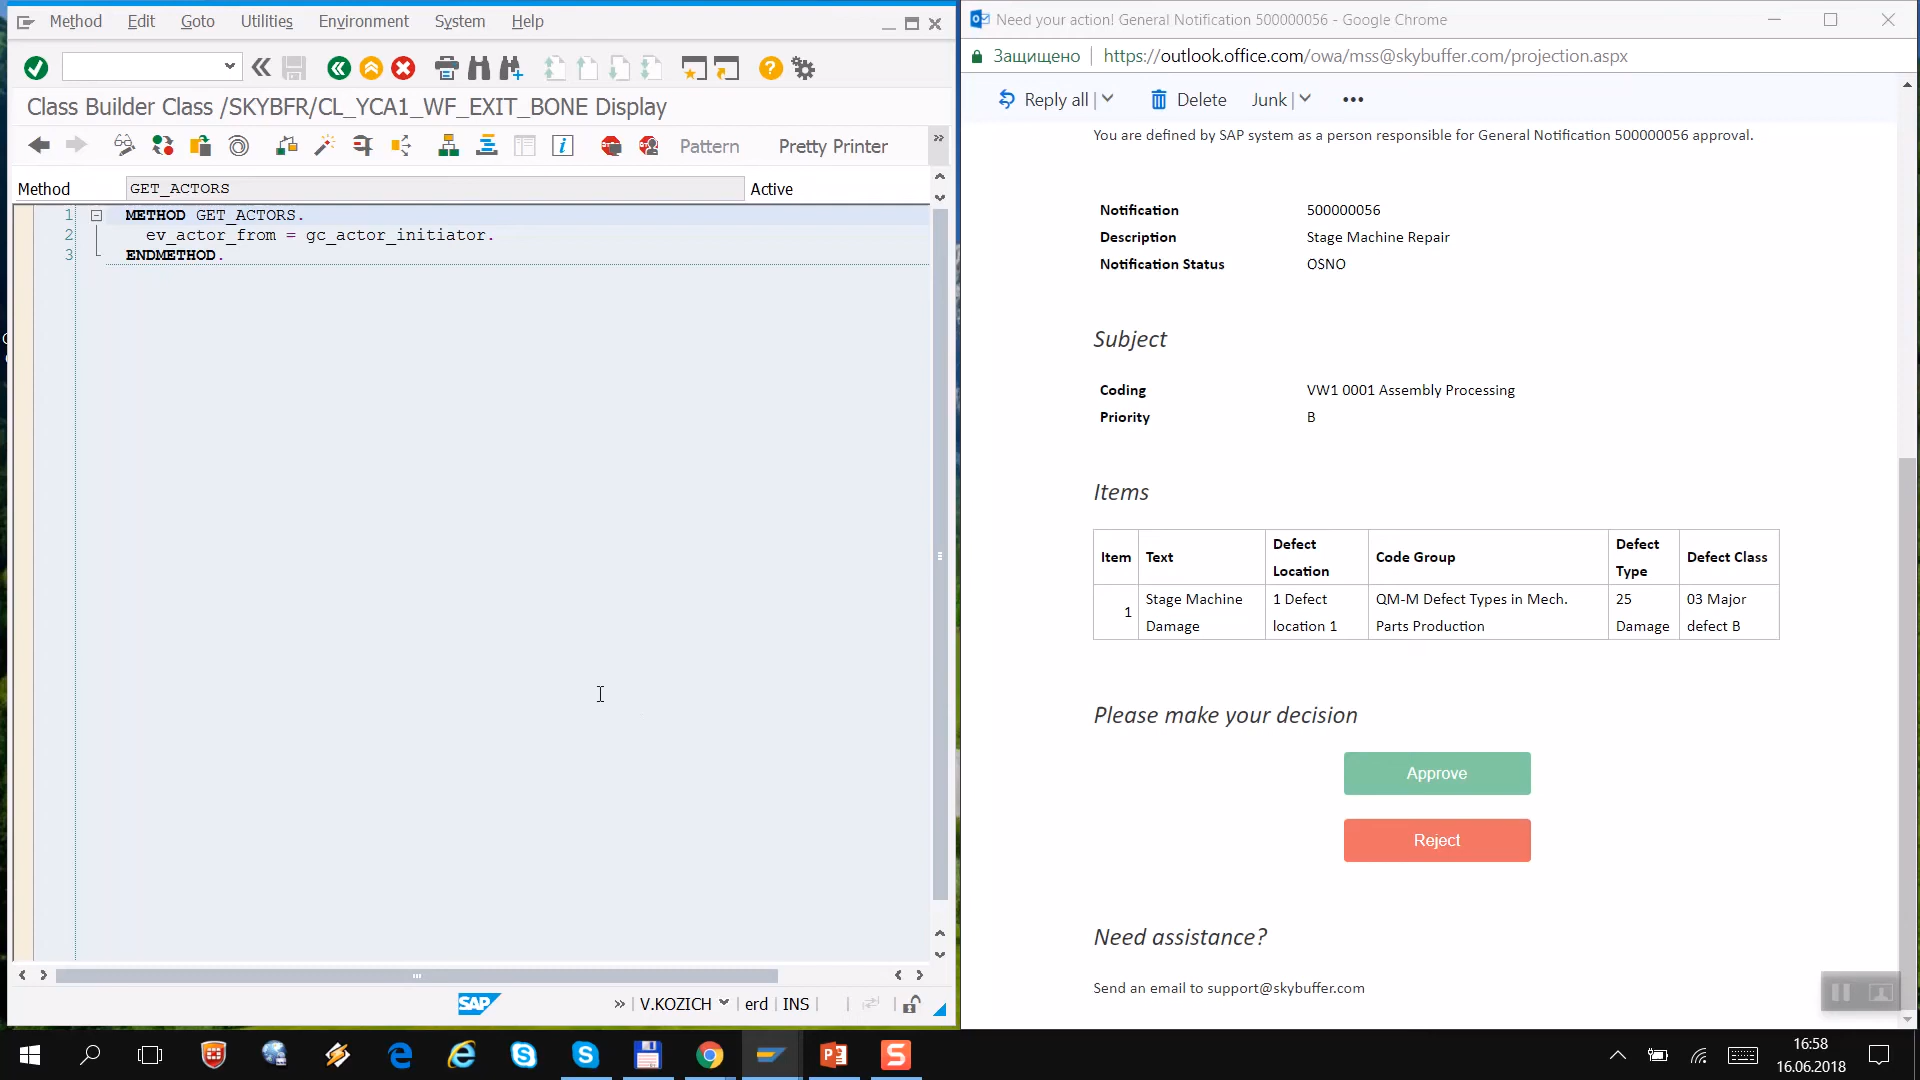 Method Edit Goto Utilities Environment System Help
Class Builder Class /SKYBFR/CL_YCA1_WF_EXIT_BONE Display
Pattern Pretty Printer
Method GET_ACTORS Active
1 METHOD GET_ACTORS.
2 ev_actor_from = gc_actor_initiator.
3 ENDMETHOD.
SAP V.KOZICH erd INS
Need your action! General Notification 500000056 - Google Chrome
Защищено https://outlook.office.com/owa/mss@skybuffer.com/projection.aspx
Reply all Delete Junk
You are defined by SAP system as a person responsible for General Notification 500000056 approval.
Notification 500000056
Description Stage Machine Repair
Notification Status OSNO
Subject
Coding VW1 0001 Assembly Processing
Priority B
Items
Item Text Defect Location Code Group Defect Type Defect Class
1 Stage Machine Damage 1 Defect location 1 QM-M Defect Types in Mech. Parts Production 25 Damage 03 Major defect B
Please make your decision
Approve
Reject
Need assistance?
Send an email to support@skybuffer.com
16:58
16.06.2018